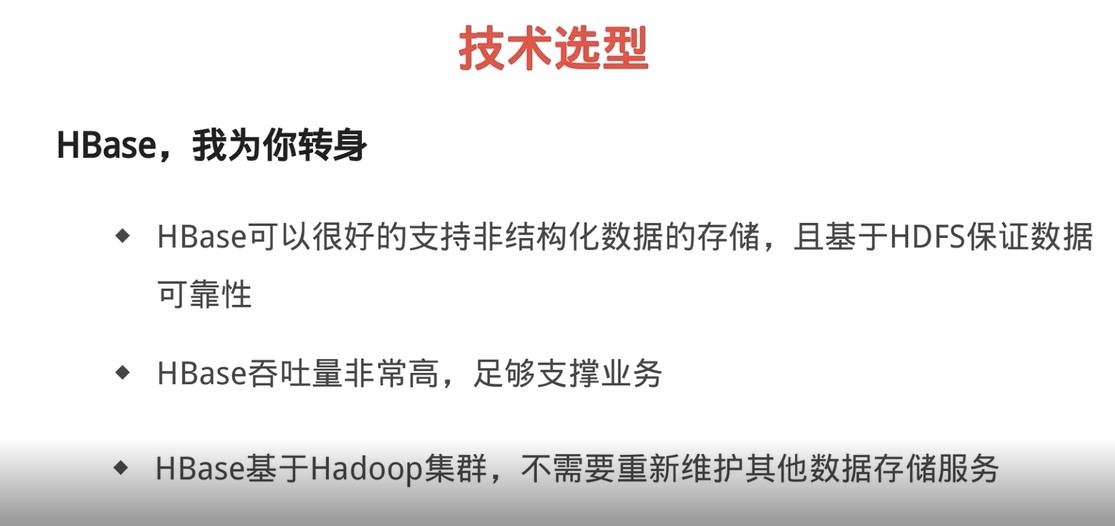 技术选型
HBase，我为你转身
◆ HBase可以很好的支持非结构化数据的存储，且基于HDFS保证数据
可靠性
◆ HBase吞吐量非常高，足够支撑业务
◆ HBase基于Hadoop集群，不需要重新维护其他数据存储服务